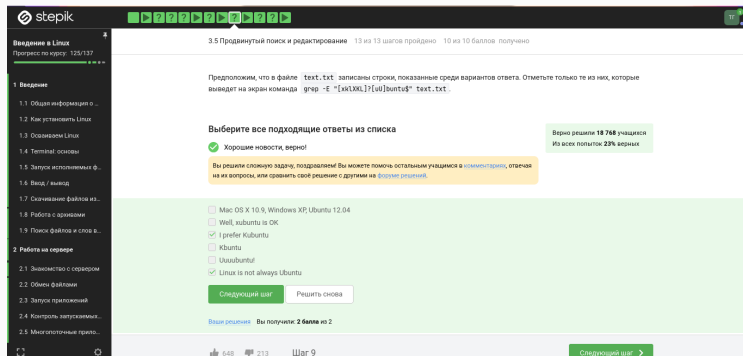 stepik
ТГ
Введение в Linux
Прогресс по курсу: 125/137
3.5 Продвинутый поиск и редактирование 13 из 13 шагов пройдено 10 из 10 баллов получено
1 Введение
1.1 Общая информация о ...
1.2 Как установить Linux
1.3 Осваиваем Linux
1.4 Terminal: основы
1.5 Запуск исполняемых ф...
1.6 Ввод / вывод
1.7 Скачивание файлов из...
1.8 Работа с архивами
1.9 Поиск файлов и слов в...
2 Работа на сервере
2.1 Знакомство с сервером
2.2 Обмен файлами
2.3 Запуск приложений
2.4 Контроль запускаемых...
2.5 Многопоточные прило...
Предположим, что в файле text.txt записаны строки, показанные среди вариантов ответа. Отметьте только те из них, которые
выведет на экран команда grep -E "[xklXKL]?[uU]buntu$" text.txt.
Выберите все подходящие ответы из списка
Верно решили 18 768 учащихся
Из всех попыток 23% верных
Хорошие новости, верно!
Вы решили сложную задачу, поздравляем! Вы можете помочь остальным учащимся в комментариях, отвечая
на их вопросы, или сравнить своё решение с другими на форуме решений.
Mac OS X 10.9, Windows XP, Ubuntu 12.04
Well, xubuntu is OK
I prefer Kubuntu
Kbuntu
Uuubuntu!
Linux is not always Ubuntu
Следующий шаг
Решить снова
Ваши решения Вы получили: 2 балла из 2
648 213 Шаг 9
Следующий шаг